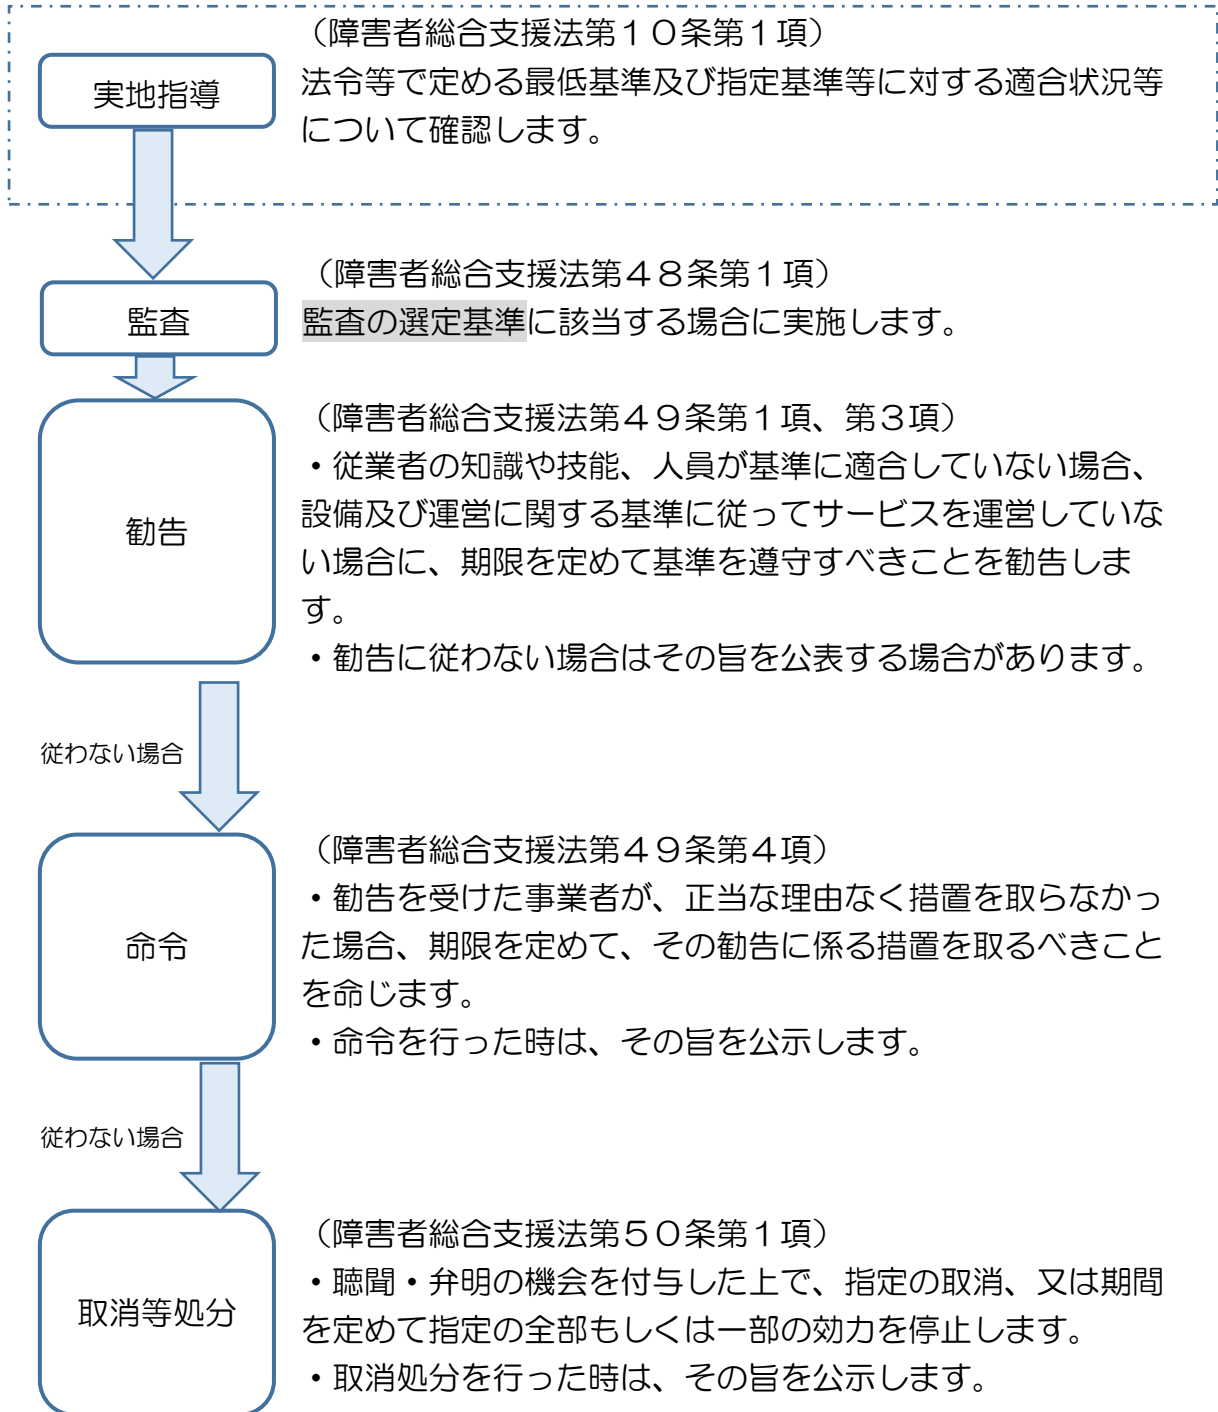 （障害者総合支援法第１０条第１項）
実地指導
法令等で定める最低基準及び指定基準等に対する適合状況等
について確認します。
（障害者総合支援法第４８条第１項）
監査
監査の選定基準に該当する場合に実施します。
（障害者総合支援法第４９条第１項、第３項）
・従業者の知識や技能、人員が基準に適合していない場合、
設備及び運営に関する基準に従ってサービスを運営していな
勧告
い場合に、期限を定めて基準を遵守すべきことを勧告しま
す。
・勧告に従わない場合はその旨を公表する場合があります。
従わない場合
（障害者総合支援法第４９条第４項）
・勧告を受けた事業者が、正当な理由なく措置を取らなかっ
命令
た場合、期限を定めて、その勧告に係る措置を取るべきこと
を命じます。
・命令を行った時は、その旨を公示します。
従わない場合
（障害者総合支援法第５０条第１項）
・聴聞・弁明の機会を付与した上で、指定の取消、又は期間
取消等処分
を定めて指定の全部もしくは一部の効力を停止します。
・取消処分を行った時は、その旨を公示します。